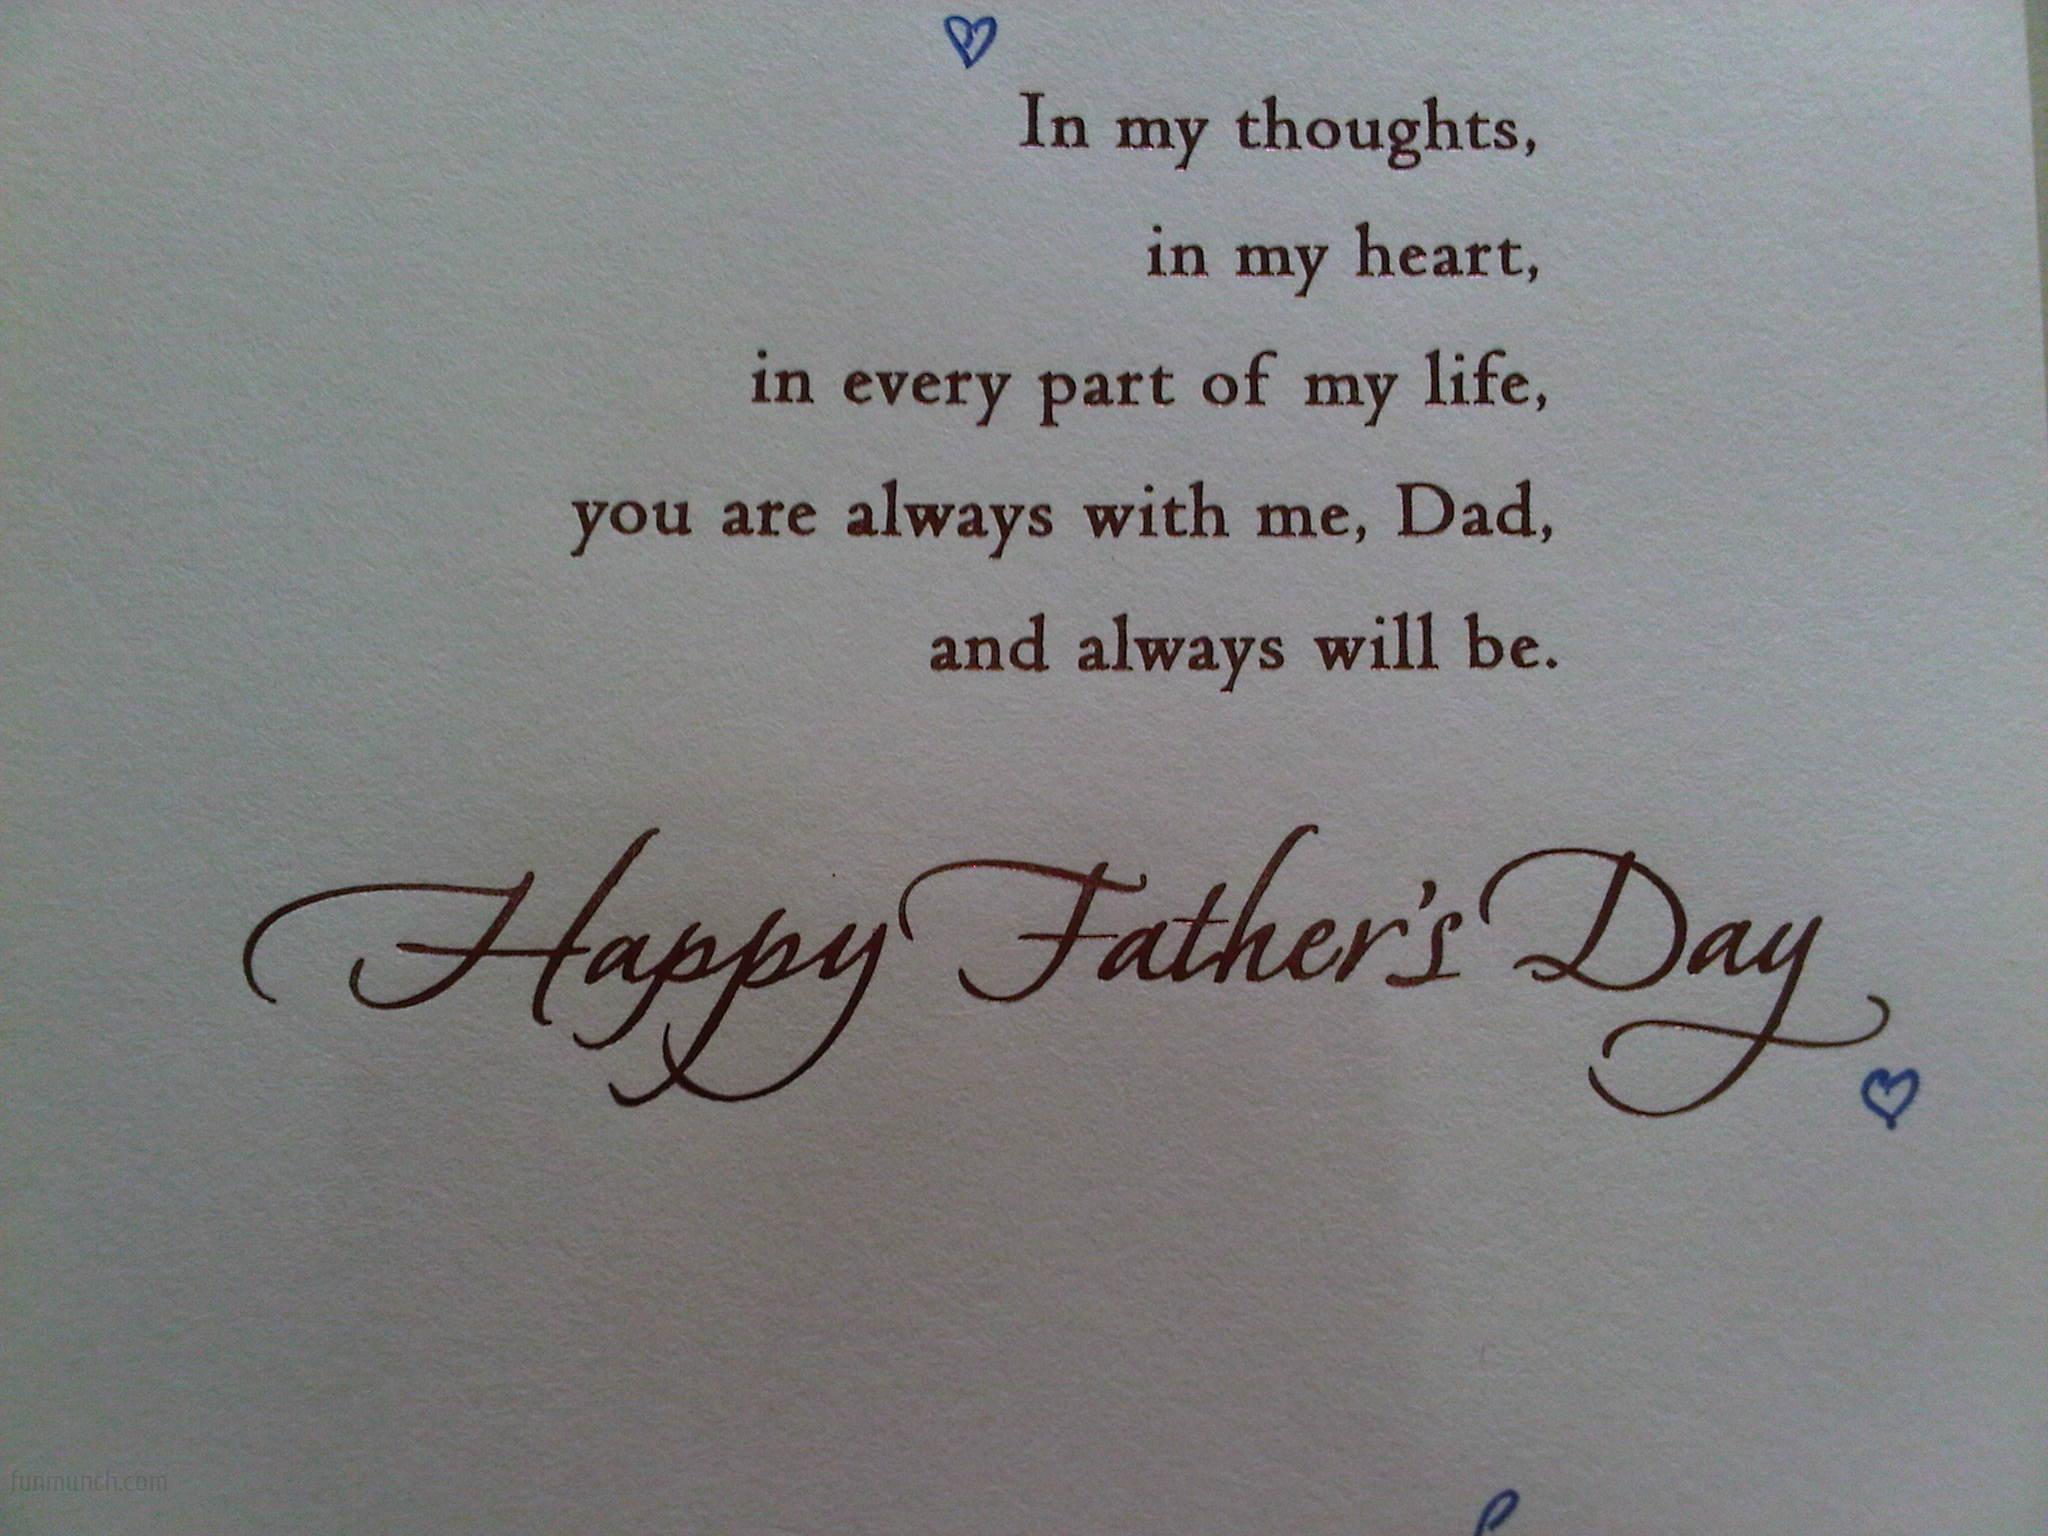 In my thoughts,
in my heart,
in every part of my life,
you are always with me, Dad,
and always will be.
Happy Father's Day
funmunch.com